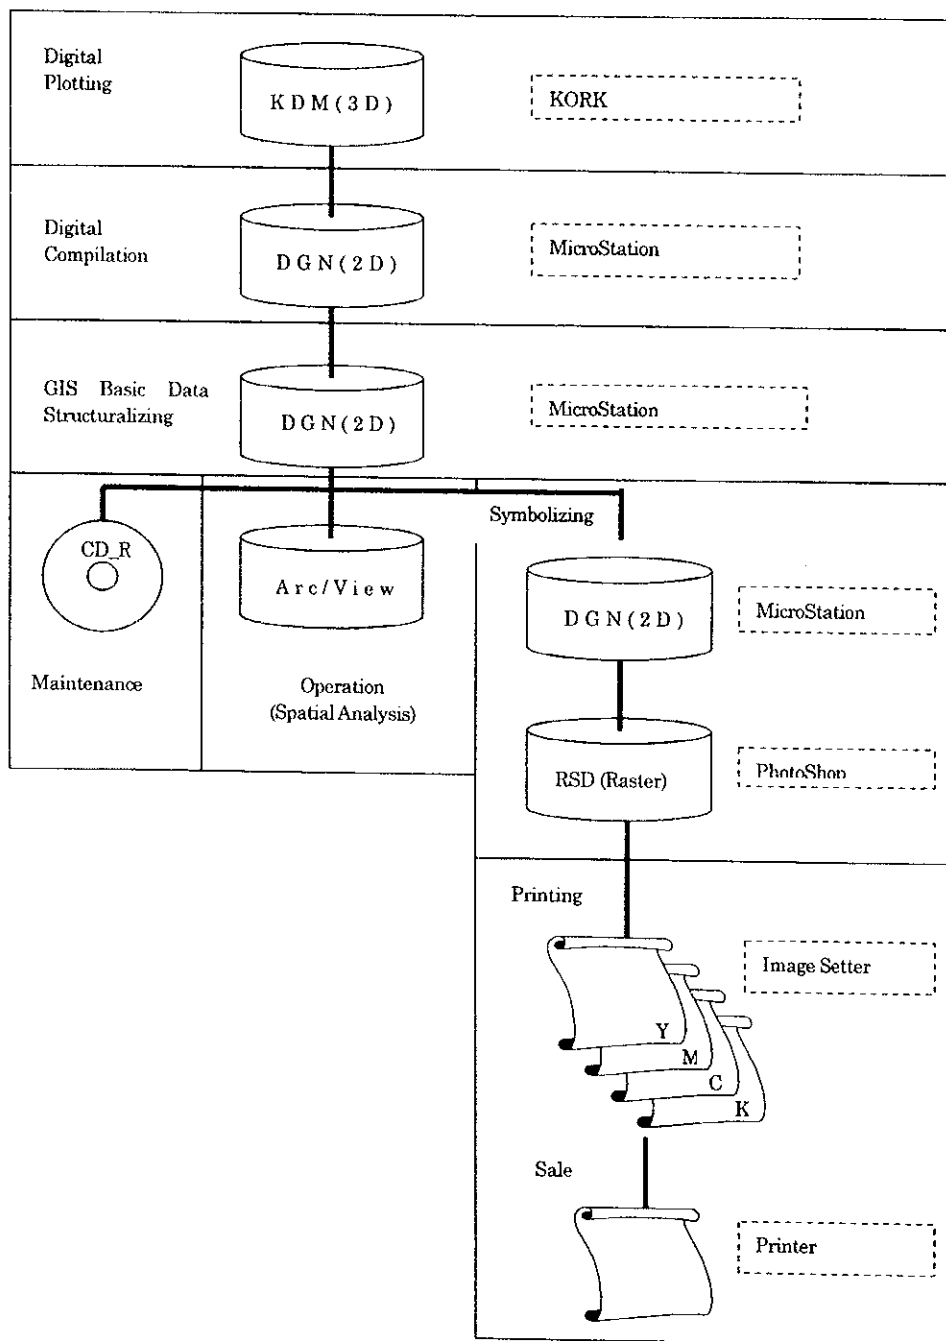 Digital
Plotting
KDM(3D)
KORK
Digital
Compilation
DGN(2D)
MicroStation
GIS Basic Data
Structuralizing
DGN(2D)
MicroStation
Symbolizing
CD_R
Arc/View
DGN(2D)
MicroStation
Maintenance
Operation
(Spatial Analysis)
RSD (Raster)
PhotoShop
Printing
Image Setter
Y
M
C
K
Sale
Printer